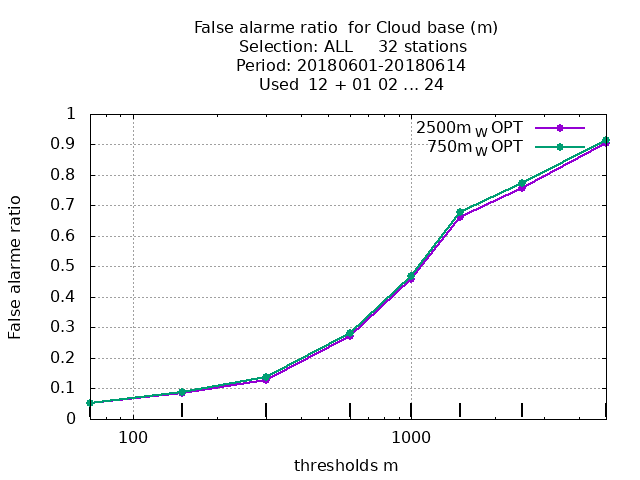 False alarme ratio  for Cloud base (m)
Selection: ALL     32 stations
Period: 20180601-20180614
Used  12 + 01 02 ... 24
2500m_W OPT
750m_W OPT
1
0.9
0.8
0.7
0.6
0.5
0.4
0.3
0.2
0.1
0
100 1000
False alarme ratio
thresholds m